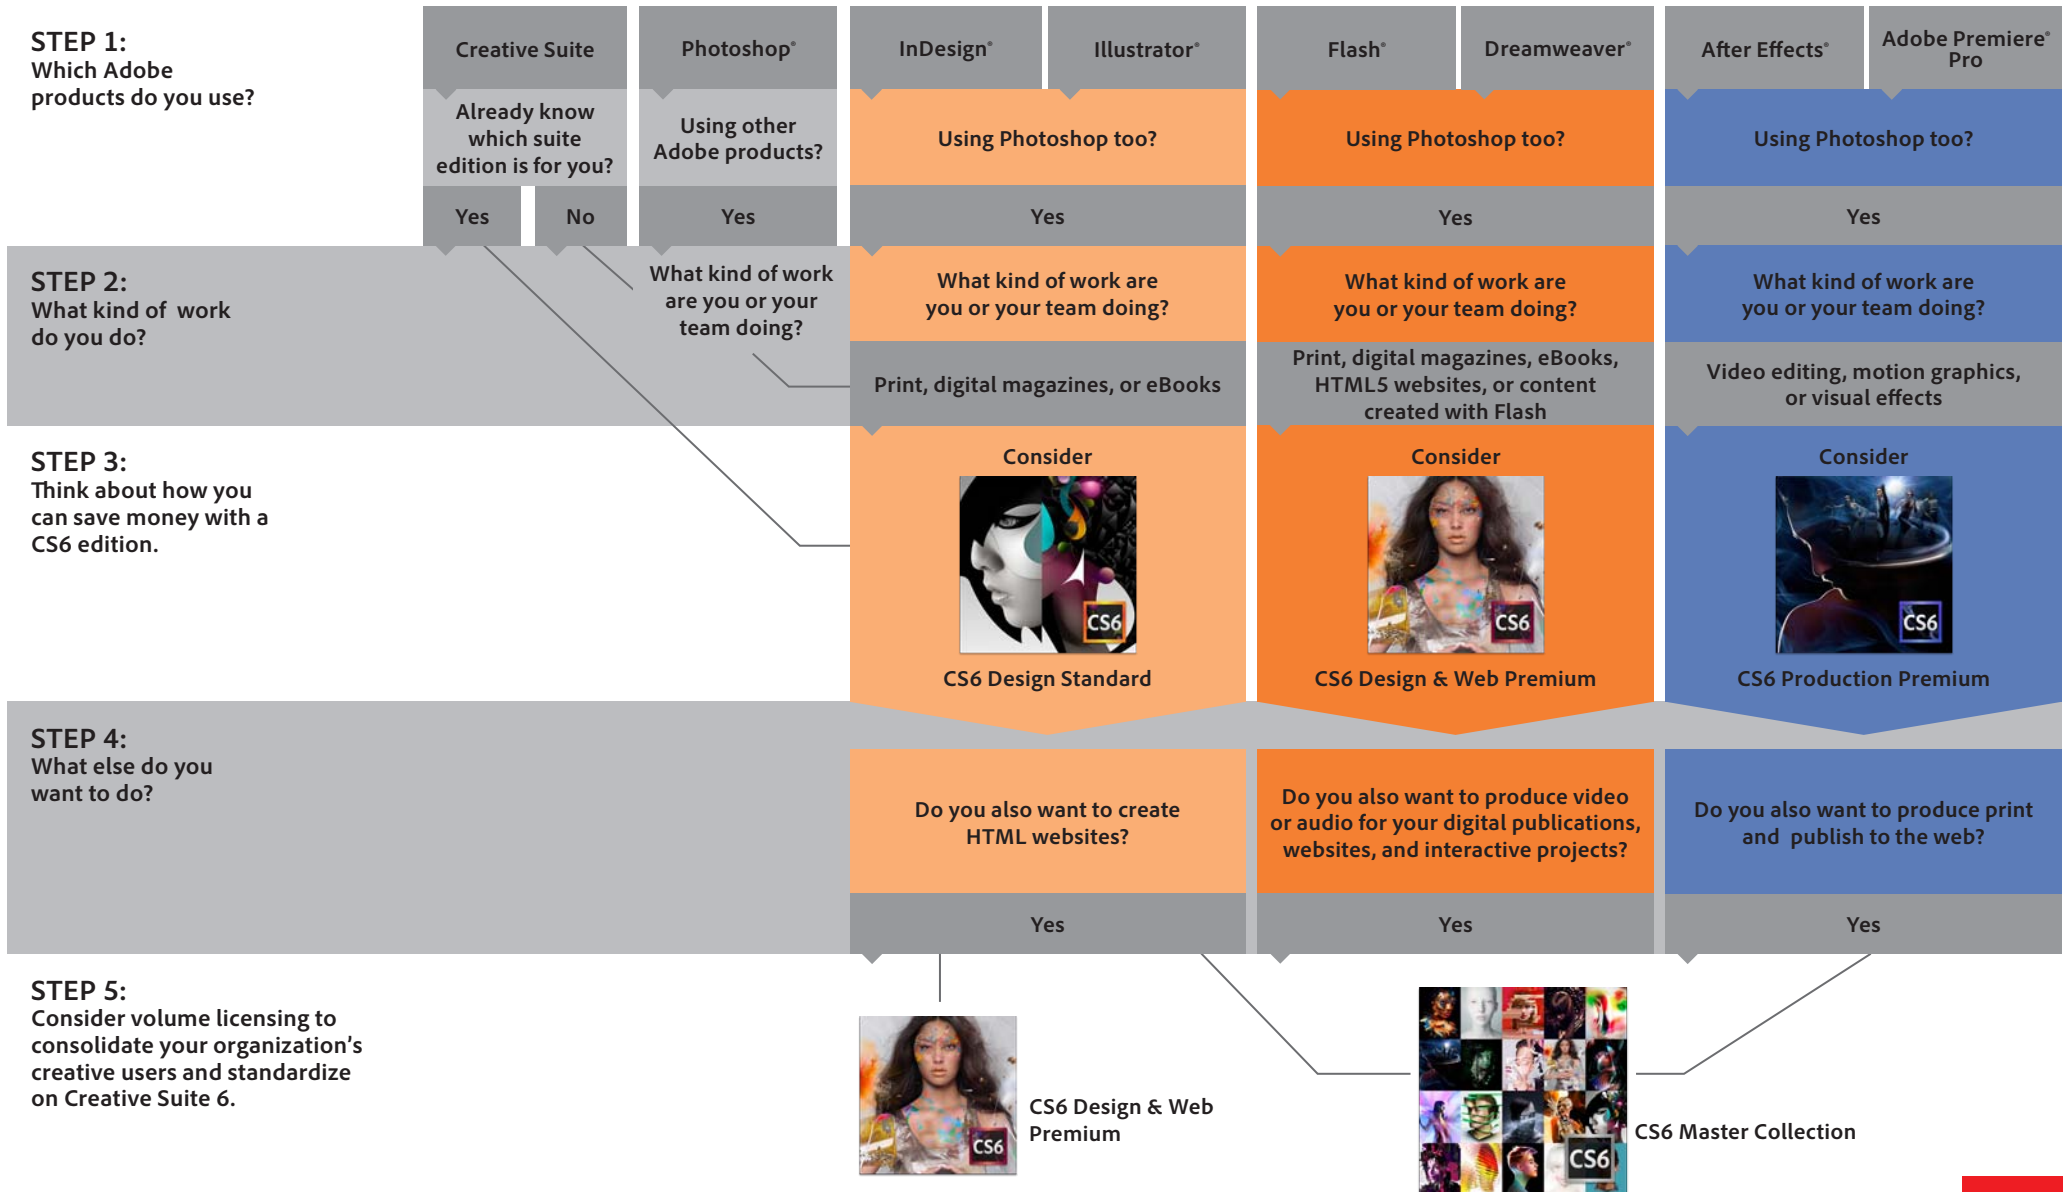 STEP 1:
Which Adobe
products do you use?
Creative Suite
Photoshop®
InDesign®
Illustrator®
Flash®
Dreamweaver®
After Effects®
Adobe Premiere®
Pro
Already know
which suite
edition is for you?
Using other
Adobe products?
Using Photoshop too?
Using Photoshop too?
Using Photoshop too?
Yes
No
Yes
Yes
Yes
Yes
STEP 2:
What kind of work
do you do?
What kind of work
are you or your
team doing?
What kind of work are
you or your team doing?
What kind of work are
you or your team doing?
What kind of work are
you or your team doing?
Print, digital magazines, or eBooks
Print, digital magazines, eBooks,
HTML5 websites, or content
created with Flash
Video editing, motion graphics,
or visual effects
STEP 3:
Think about how you
can save money with a
CS6 edition.
Consider
CS6
CS6 Design Standard
Consider
CS6
CS6 Design & Web Premium
Consider
CS6
CS6 Production Premium
STEP 4:
What else do you
want to do?
Do you also want to create
HTML websites?
Do you also want to produce video
or audio for your digital publications,
websites, and interactive projects?
Do you also want to produce print
and publish to the web?
Yes
Yes
Yes
STEP 5:
Consider volume licensing to
consolidate your organization's
creative users and standardize
on Creative Suite 6.
CS6
CS6 Design & Web
Premium
CS6
CS6 Master Collection